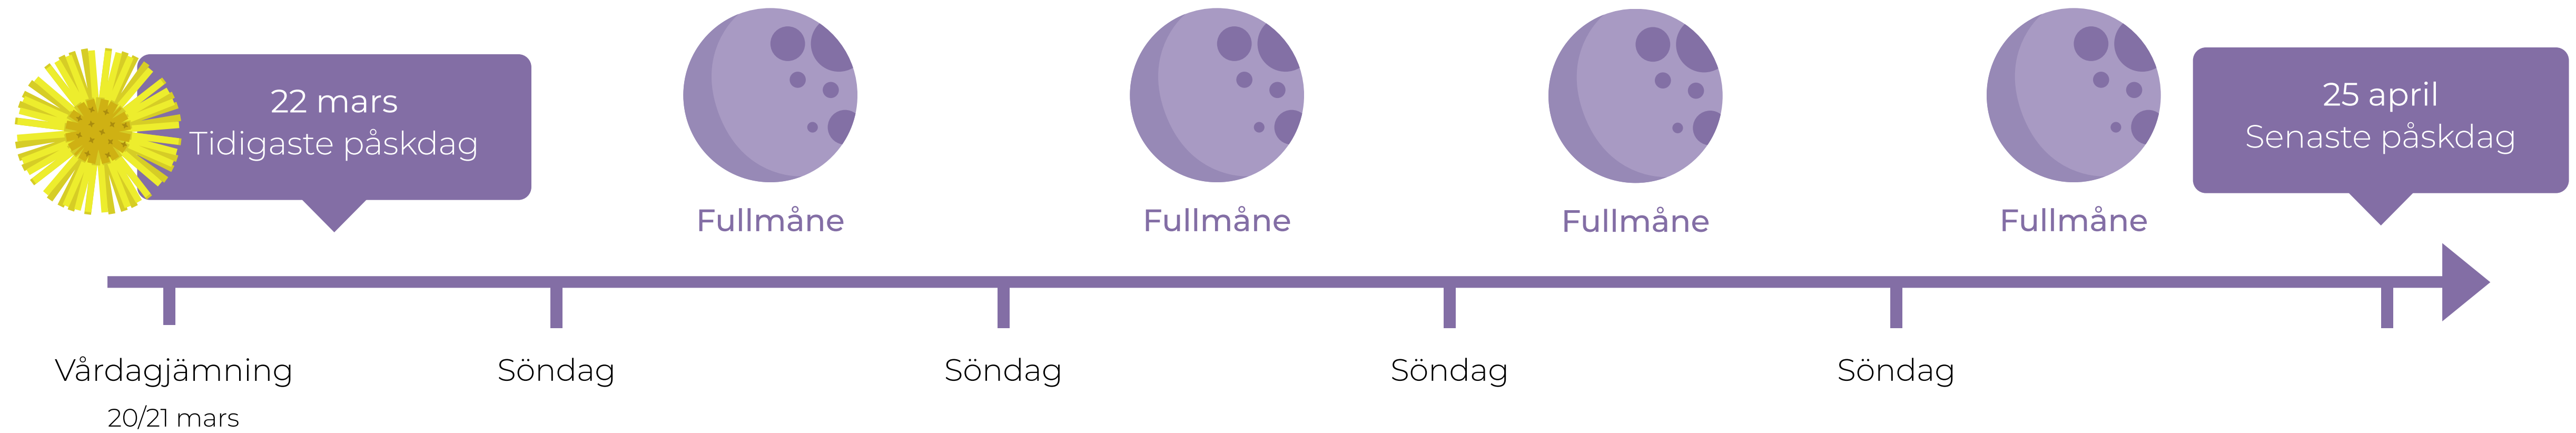 22 mars
Tidigaste påskdag
Fullmåne
Fullmåne
Fullmåne
Fullmåne
25 april
Senaste påskdag
Vårdagjämning
20/21 mars
Söndag
Söndag
Söndag
Söndag